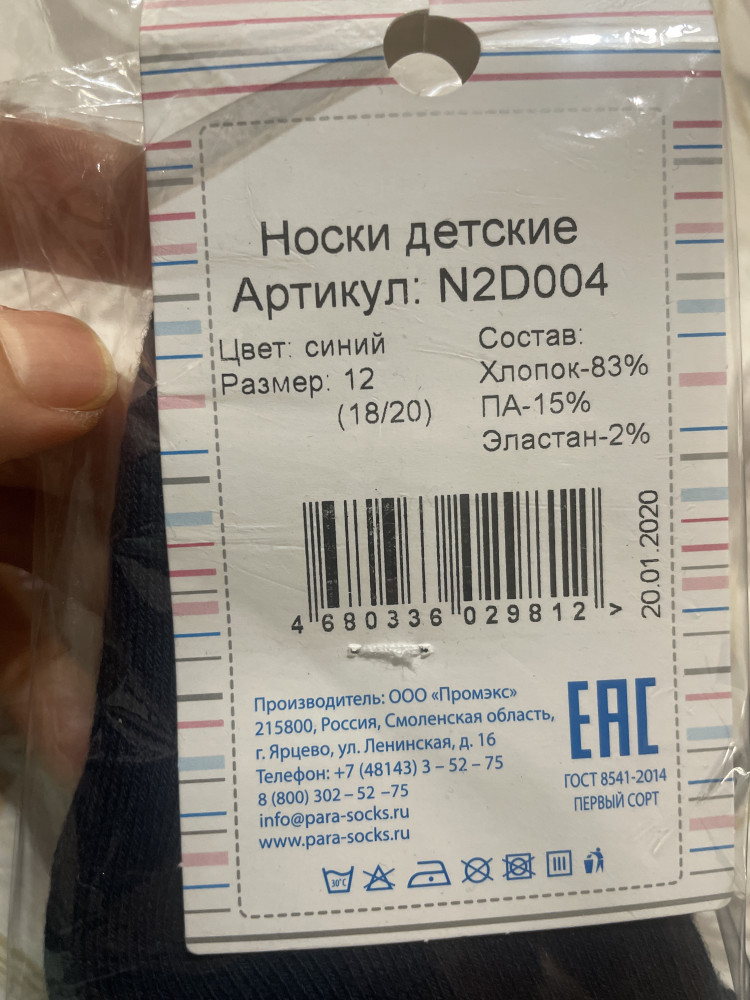 Носки детские
Артикул: N2D004
Цвет: синий
Размер: 12
(18/20)
Состав:
Хлопок-83%
ПА-15%
Эластан-2%
4 680336 029812 >
20.01.2020
Производитель: ООО «Промэкс»
215800, Россия, Смоленская область,
г. Ярцево, ул. Ленинская, д. 16
Телефон: +7 (48143) 3 – 52 – 75
8 (800) 302 – 52 –75
info@para-socks.ru
www.para-socks.ru
EAC
ГОСТ 8541-2014
ПЕРВЫЙ СОРТ
30°C